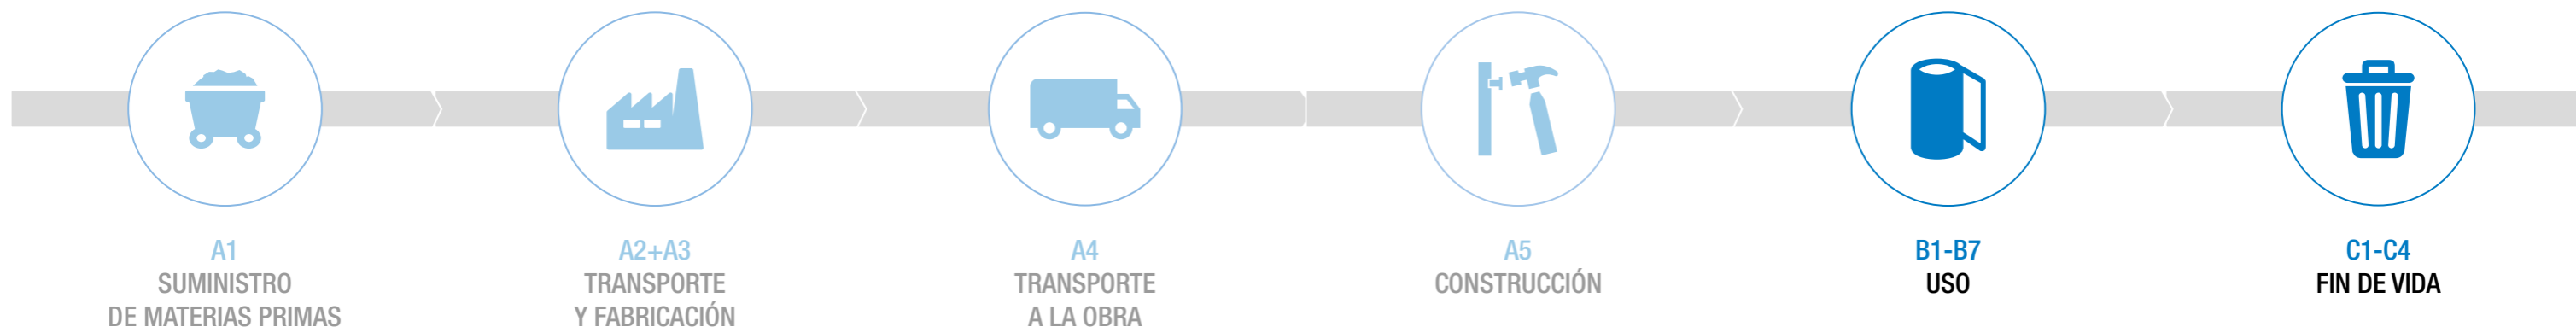 A1
SUMINISTRO
DE MATERIAS PRIMAS
A2+A3
TRANSPORTE
Y FABRICACIÓN
A4
TRANSPORTE
A LA OBRA
A5
CONSTRUCCIÓN
B1-B7
USO
C1-C4
FIN DE VIDA